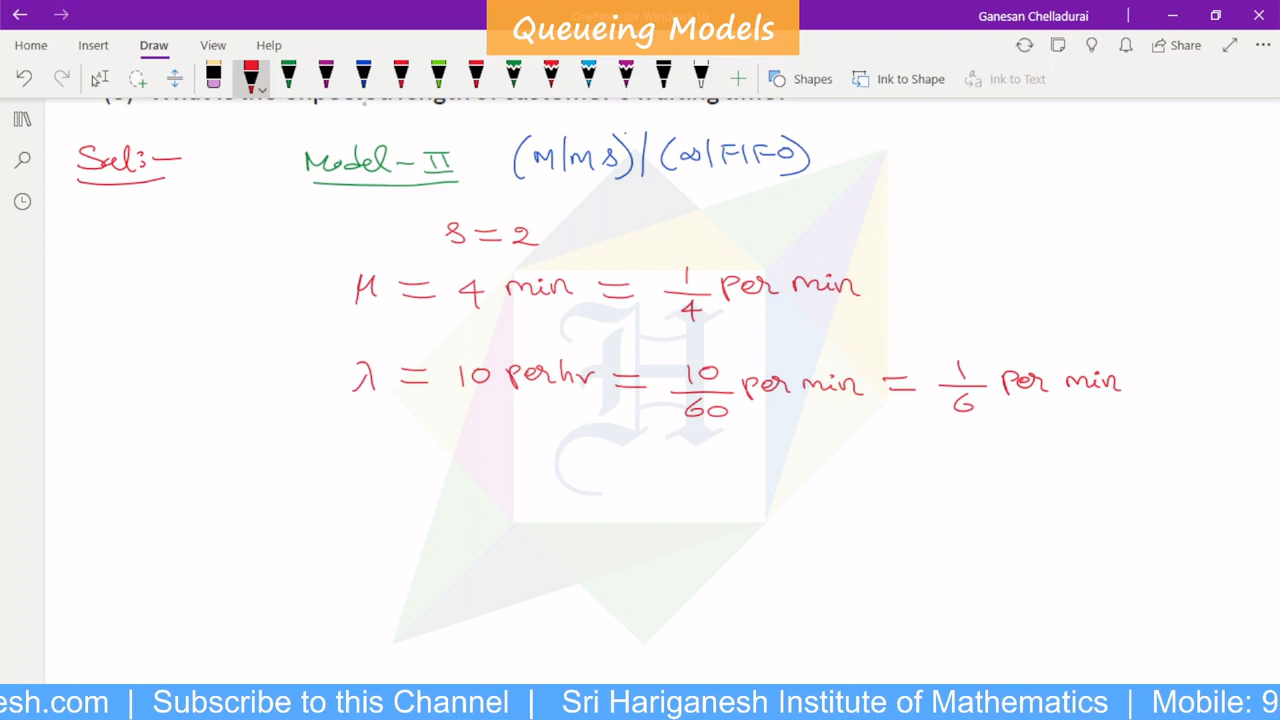 Queueing Models
Ganesan Chelladurai
Home Insert Draw View Help
Share
Shapes
Ink to Shape
Ink to Text
Sol:-
Model-II (M/M S)/(∞/FIFO)
S = 2
μ = 4 min = 1/4 per min
λ = 10 per hr = 10/60 per min = 1/6 per min
esh.com | Subscribe to this Channel | Sri Hariganesh Institute of Mathematics | Mobile: 9